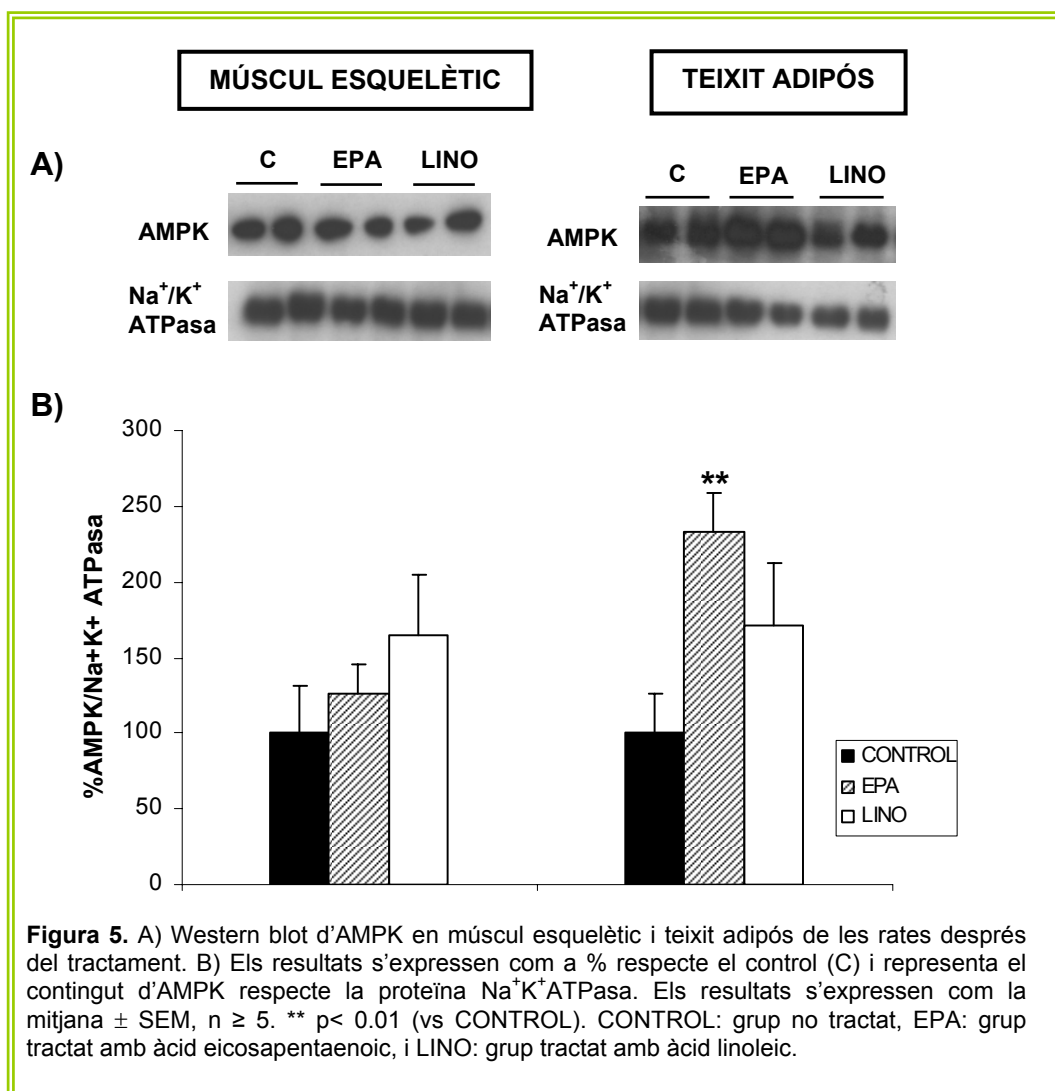 MÚSCUL ESQUELÈTIC
TEIXIT ADIPÓS
A)
C EPA LINO
C EPA LINO
AMPK
AMPK
Na⁺/K⁺
ATPasa
Na⁺/K⁺
ATPasa
B)
300
250
200
150
100
50
0
%AMPK/Na+K+ ATPasa
**
CONTROL
EPA
LINO
Figura 5. A) Western blot d’AMPK en múscul esquelètic i teixit adipós de les rates després
del tractament. B) Els resultats s’expressen com a % respecte el control (C) i representa el
contingut d’AMPK respecte la proteïna Na⁺K⁺ATPasa. Els resultats s’expressen com la
mitjana ± SEM, n ≥ 5. ** p< 0.01 (vs CONTROL). CONTROL: grup no tractat, EPA: grup
tractat amb àcid eicosapentaenoic, i LINO: grup tractat amb àcid linoleic.